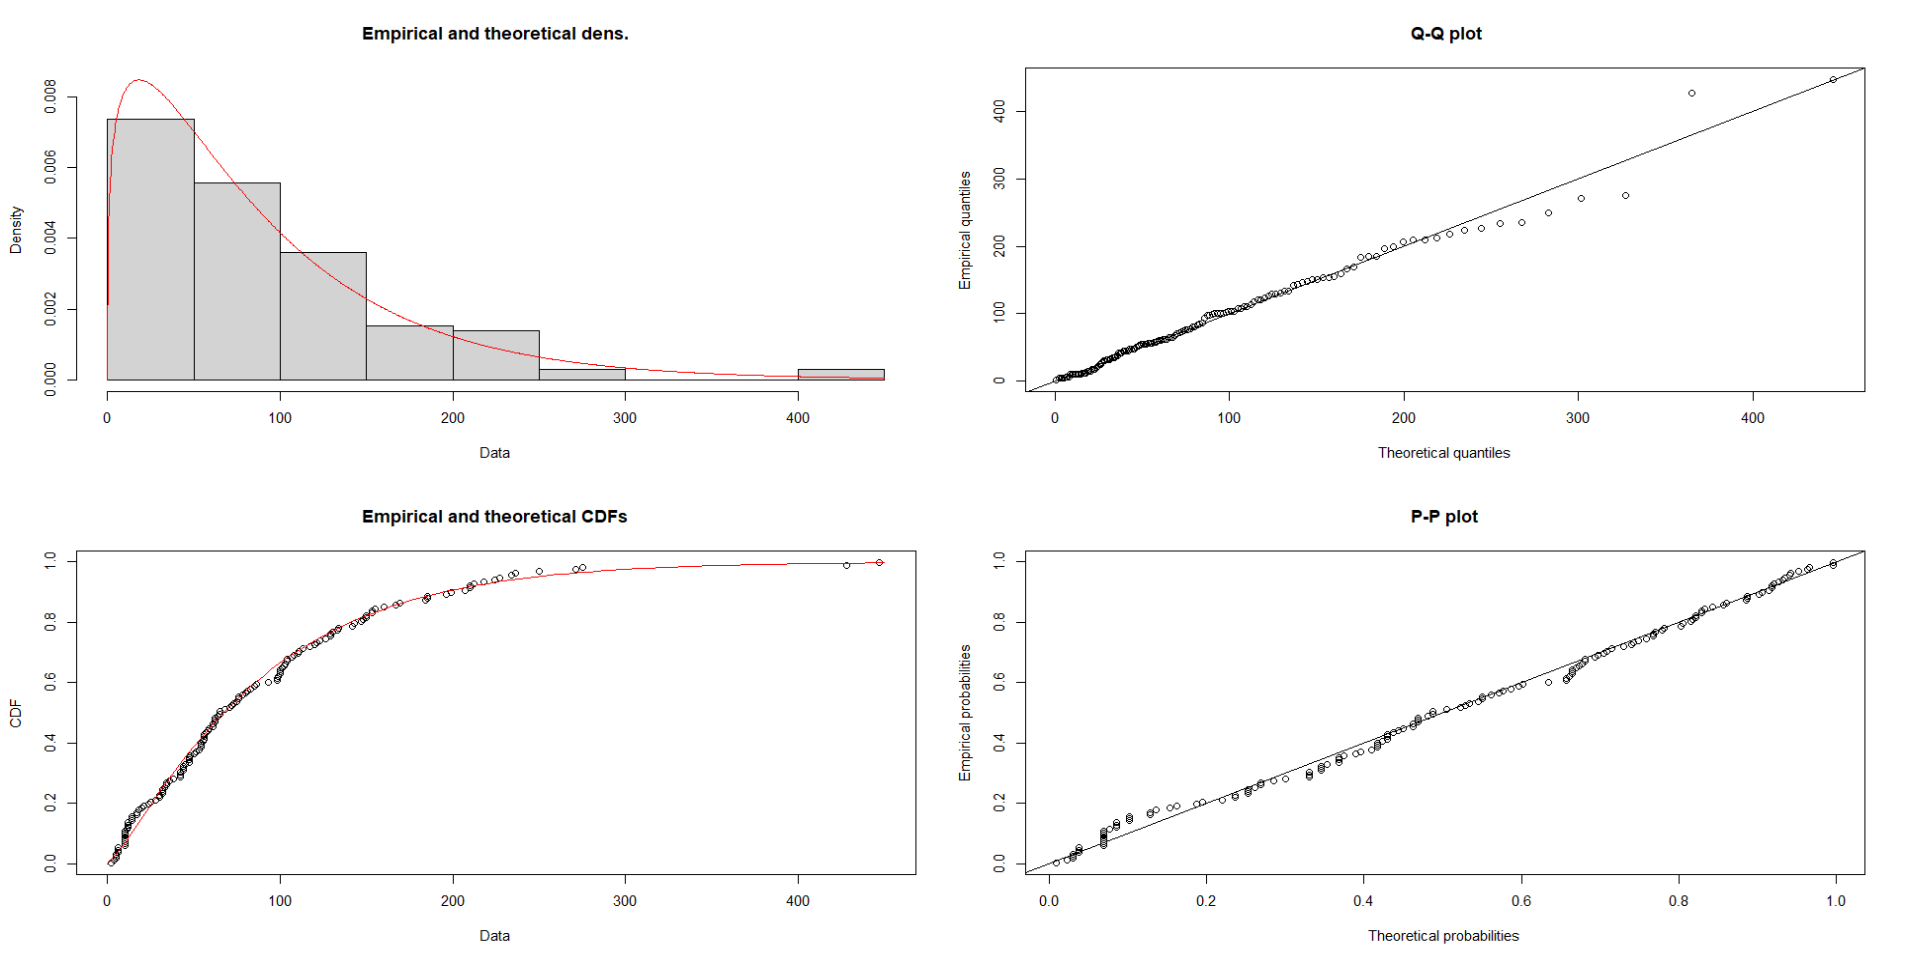 Empirical and theoretical dens.
Density
0.000 0.002 0.004 0.006 0.008
0 100 200 300 400
Data
Q-Q plot
Empirical quantiles
0 100 200 300 400
0 100 200 300 400
Theoretical quantiles
Empirical and theoretical CDFs
CDF
0.0 0.2 0.4 0.6 0.8 1.0
0 100 200 300 400
Data
P-P plot
Empirical probabilities
0.0 0.2 0.4 0.6 0.8 1.0
0.0 0.2 0.4 0.6 0.8 1.0
Theoretical probabilities